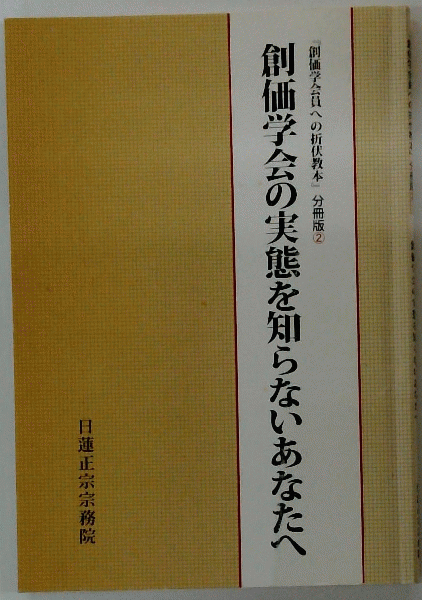 『創価学会員への折伏教本』 分冊版②
創価学会の実態を知らないあなたへ
日蓮正宗宗務院